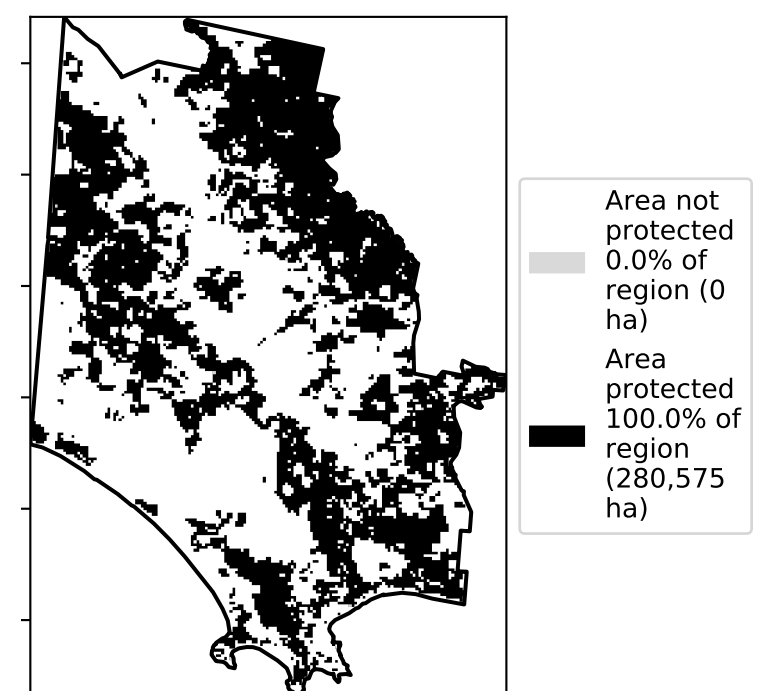 Area not
protected
0.0% of
region (0
ha)
Area
protected
100.0% of
region
(280,575
ha)